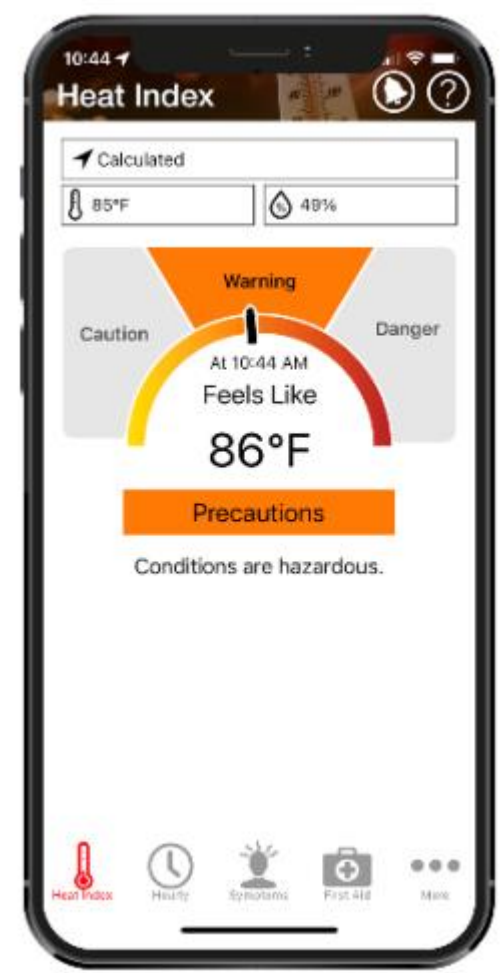 10:44
Heat Index
?
Calculated
85°F
% 49%
Warning
Caution
Danger
At 10:44 AM
Feels Like
86°F
Precautions
Conditions are hazardous.
Heat Index
Hourly
Symptoms
First Aid
More